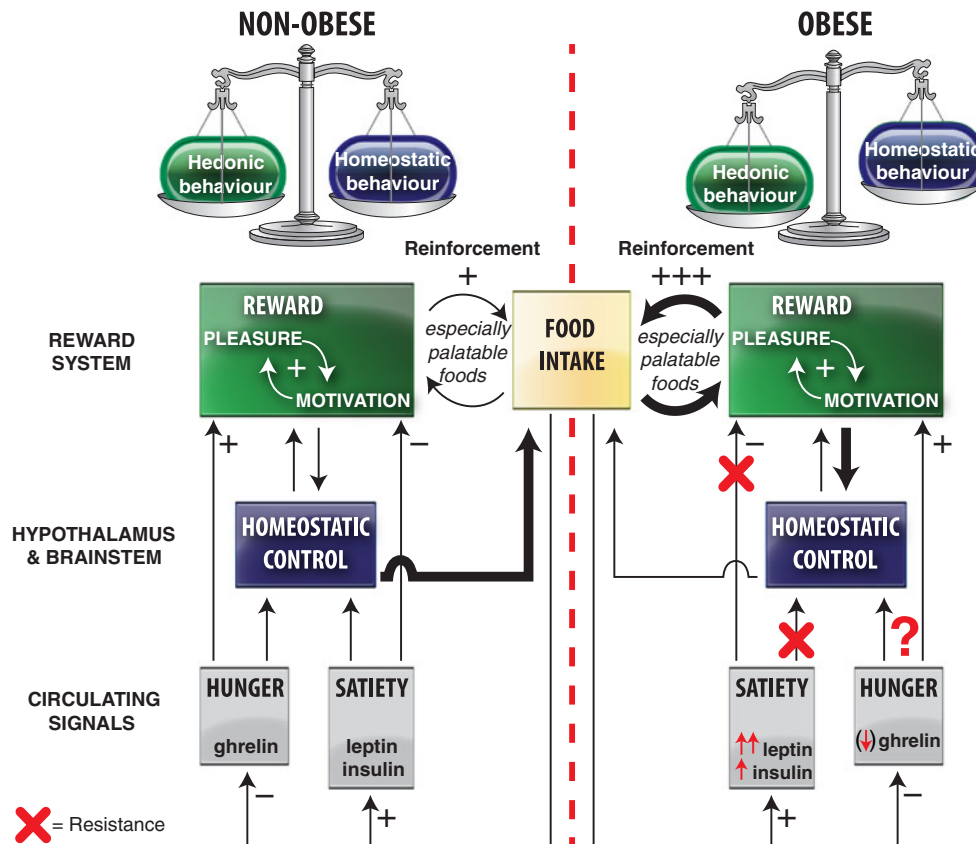 NON-OBESE
OBESE
Hedonic
behaviour
Homeostatic
behaviour
Hedonic
behaviour
Homeostatic
behaviour
Reinforcement
+
Reinforcement
+++
REWARD
SYSTEM
REWARD
PLEASURE
+
MOTIVATION
especially
palatable
foods
FOOD
INTAKE
especially
palatable
foods
REWARD
PLEASURE
+
MOTIVATION
+
−
−
+
HYPOTHALAMUS
& BRAINSTEM
HOMEOSTATIC
CONTROL
HOMEOSTATIC
CONTROL
?
CIRCULATING
SIGNALS
HUNGER
ghrelin
SATIETY
leptin
insulin
SATIETY
↑↑ leptin
↑ insulin
HUNGER
(↓) ghrelin
−
+
+
−
= Resistance